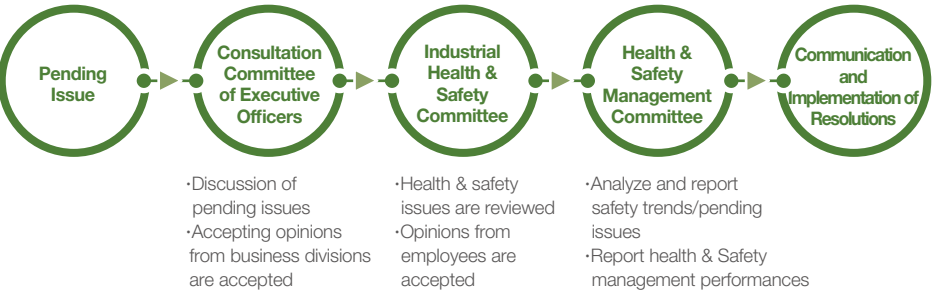 Pending
Issue
Consultation
Committee
of Executive
Officers
Industrial
Health &
Safety
Committee
Health &
Safety
Management
Committee
Communication
and
Implementation of
Resolutions
·Discussion of
pending issues
·Accepting opinions
from business divisions
are accepted
·Health & safety
issues are reviewed
·Opinions from
employees are
accepted
·Analyze and report
safety trends/pending
issues
·Report health & Safety
management performances